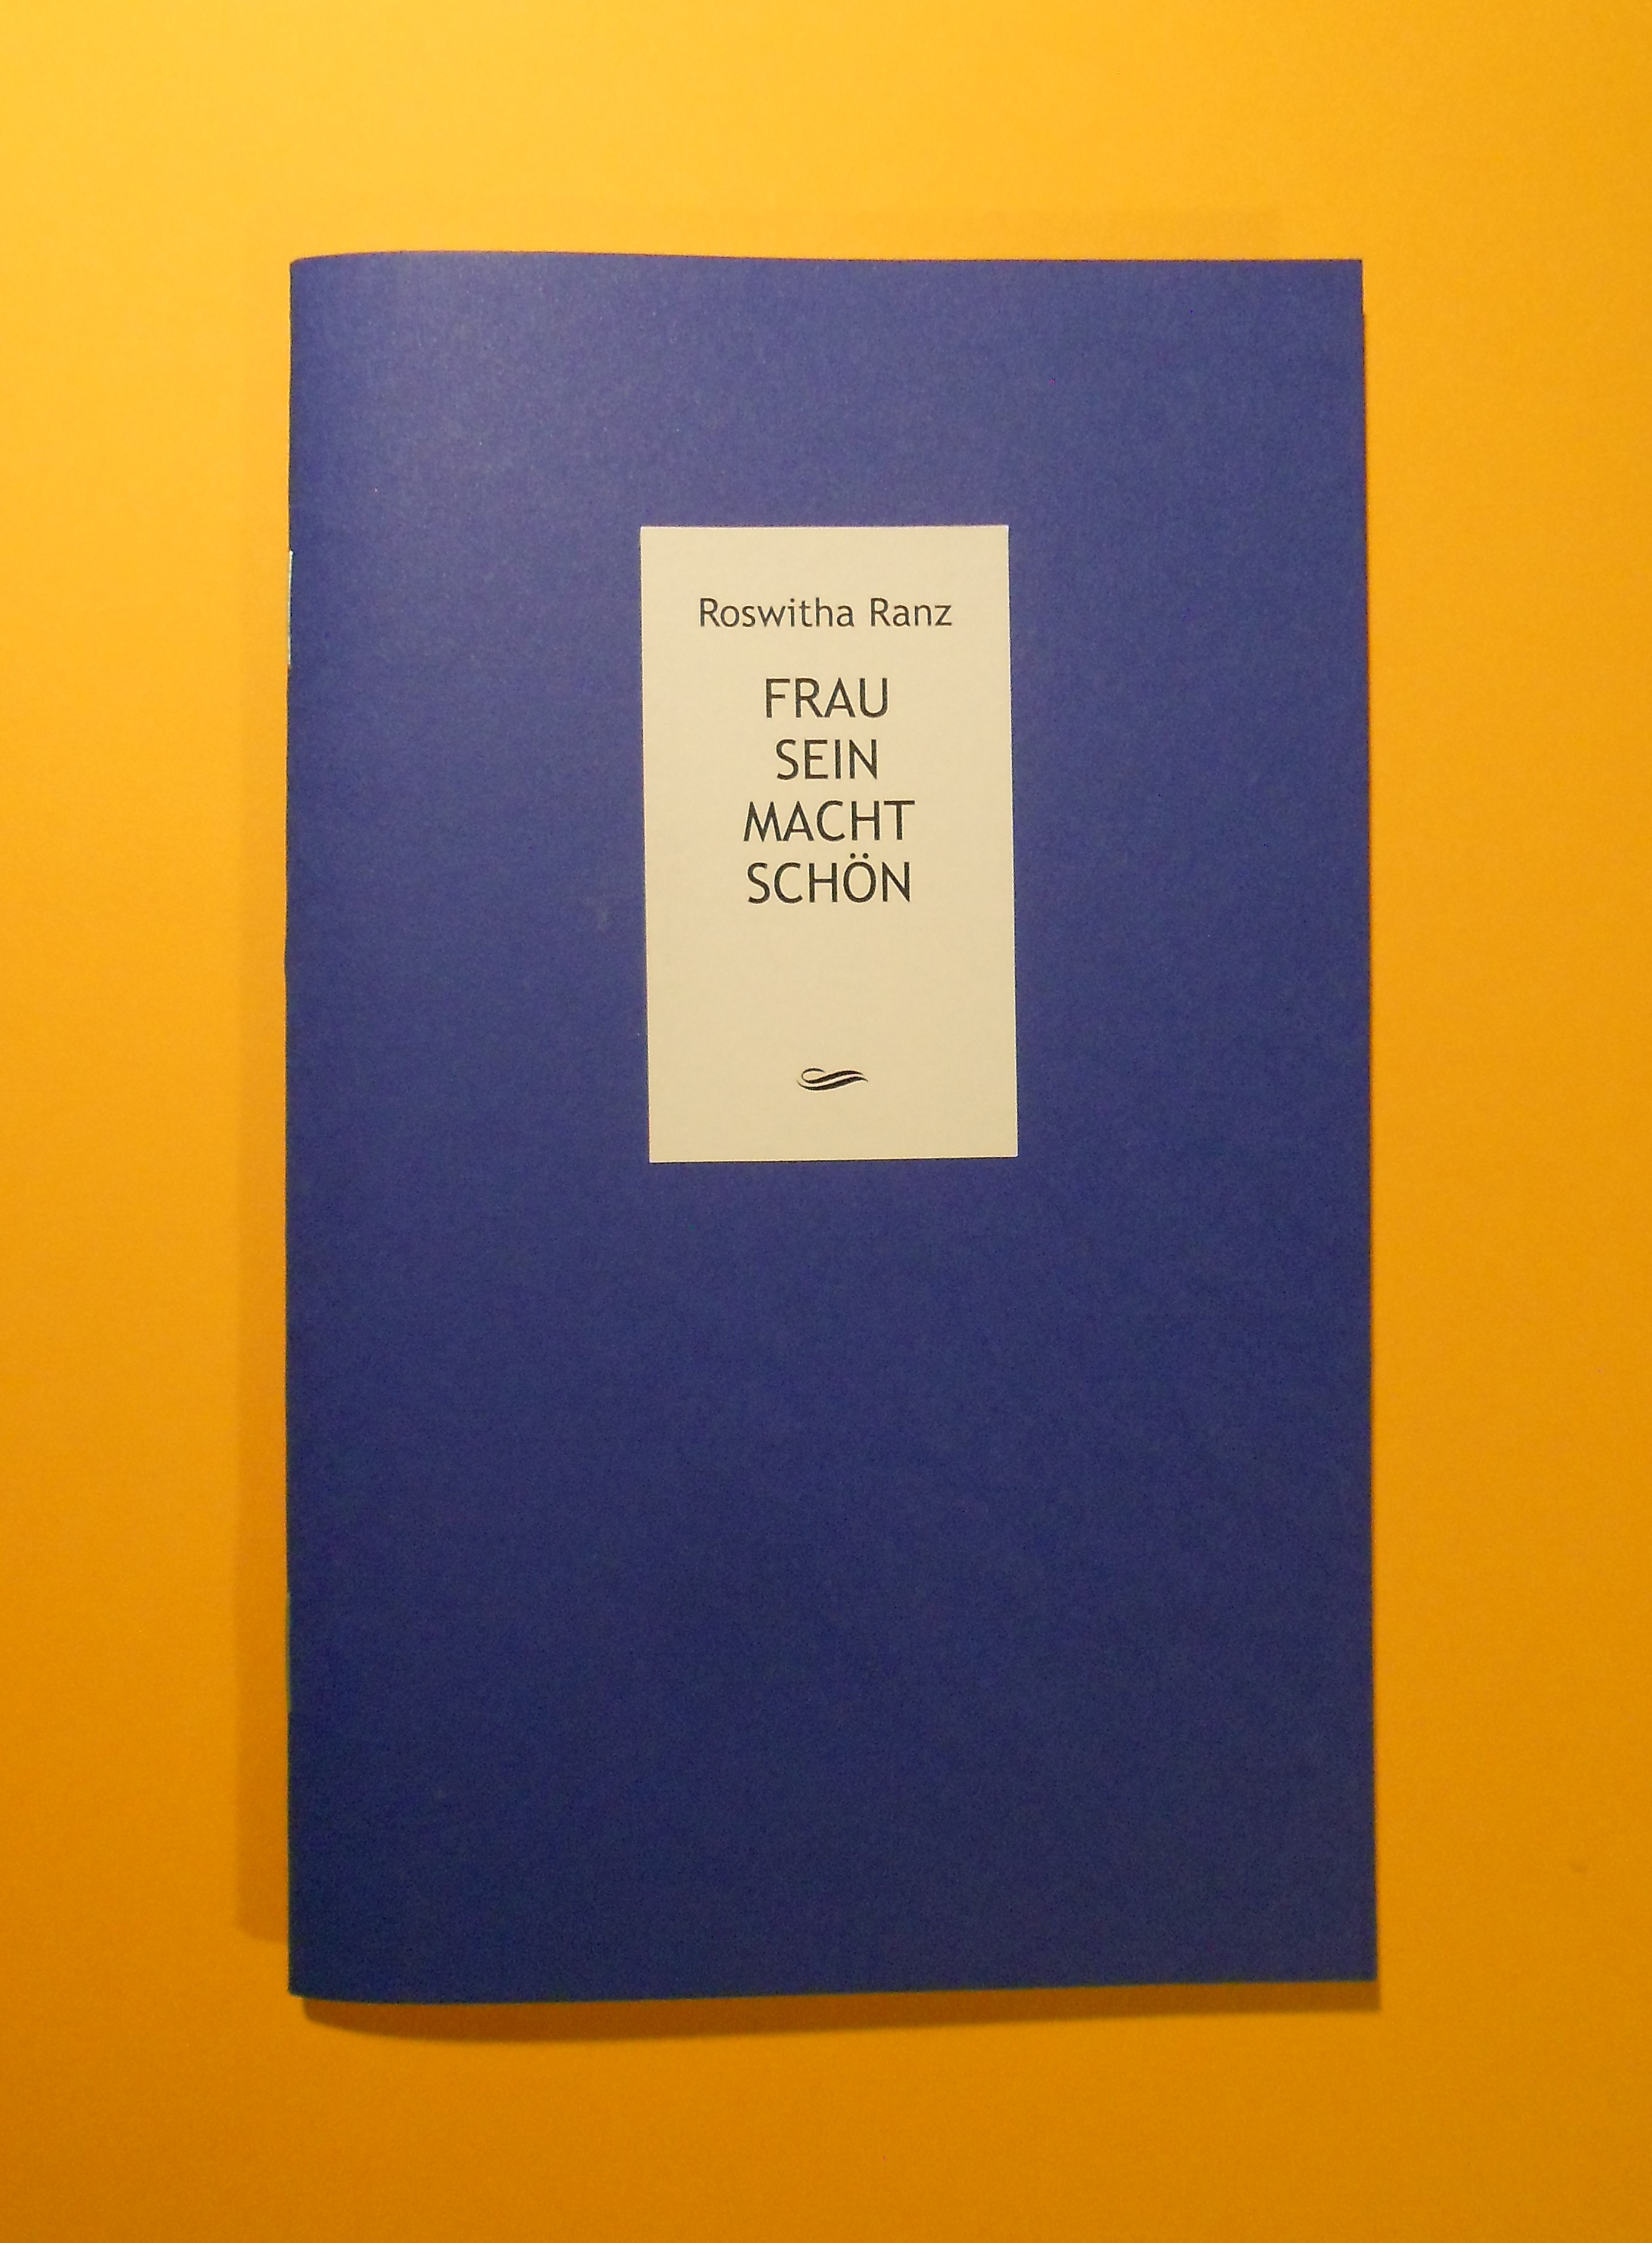 Roswitha Ranz
FRAU
SEIN
MACHT
SCHÖN